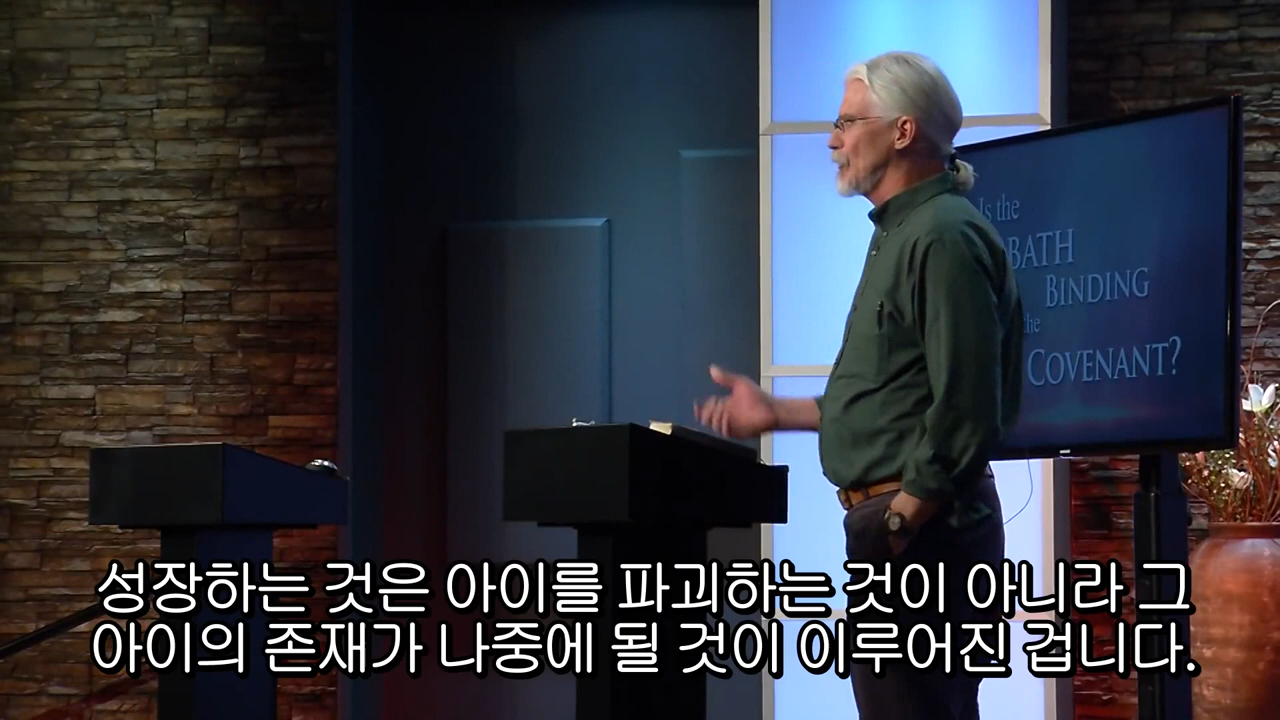 Is the
BATH
BINDING
the
COVENANT?
성장하는 것은 아이를 파괴하는 것이 아니라 그
아이의 존재가 나중에 될 것이 이루어진 겁니다.